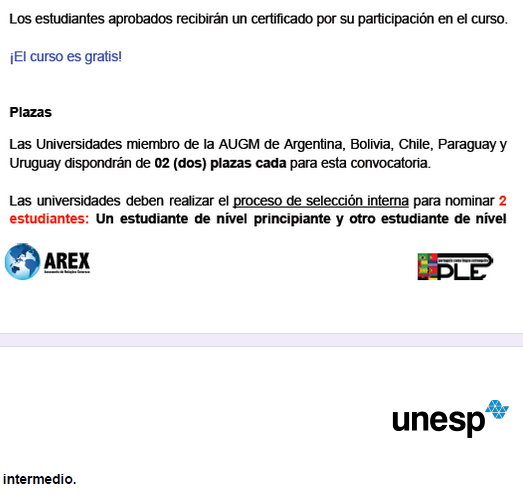 Los estudiantes aprobados recibirán un certificado por su participación en el curso.
¡El curso es gratis!
Plazas
Las Universidades miembro de la AUGM de Argentina, Bolivia, Chile, Paraguay y
Uruguay dispondrán de 02 (dos) plazas cada para esta convocatoria.
Las universidades deben realizar el proceso de selección interna para nominar 2
estudiantes: Un estudiante de nível principiante y otro estudiante de nível
AREX
PLE
unesp
intermedio.